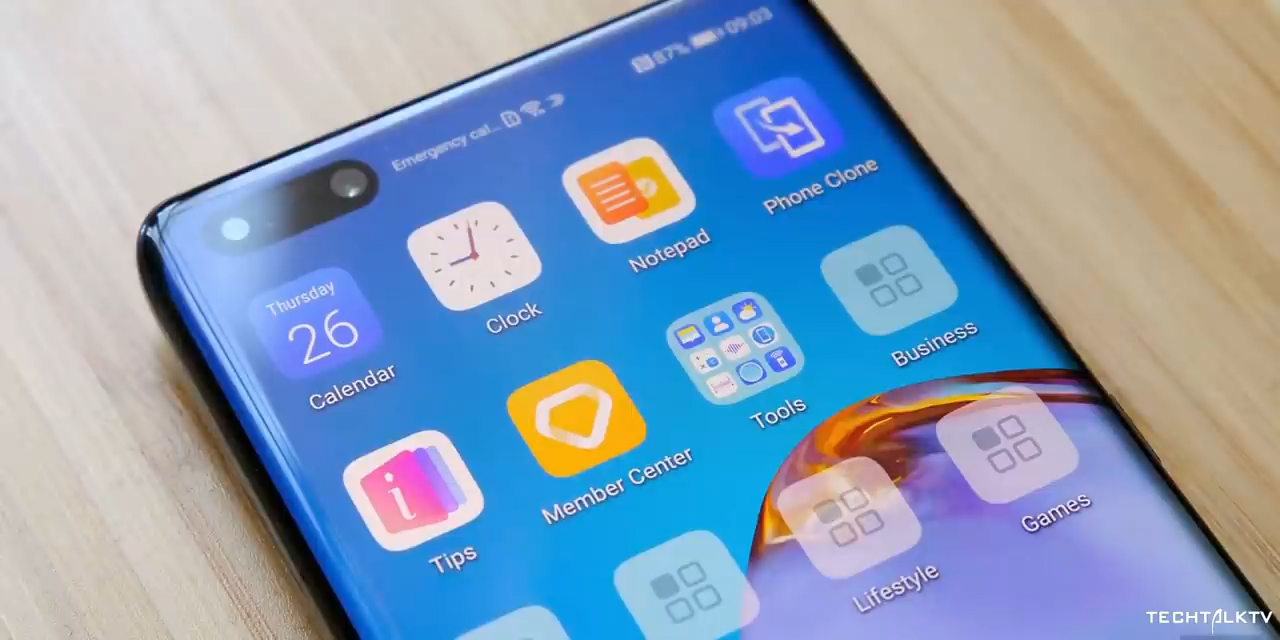 Emergency cal...
87% 09:03
Thursday
26
Calendar
Clock
Notepad
Phone Clone
Tips
Member Center
Tools
Business
Lifestyle
Games
TECHTALKTV